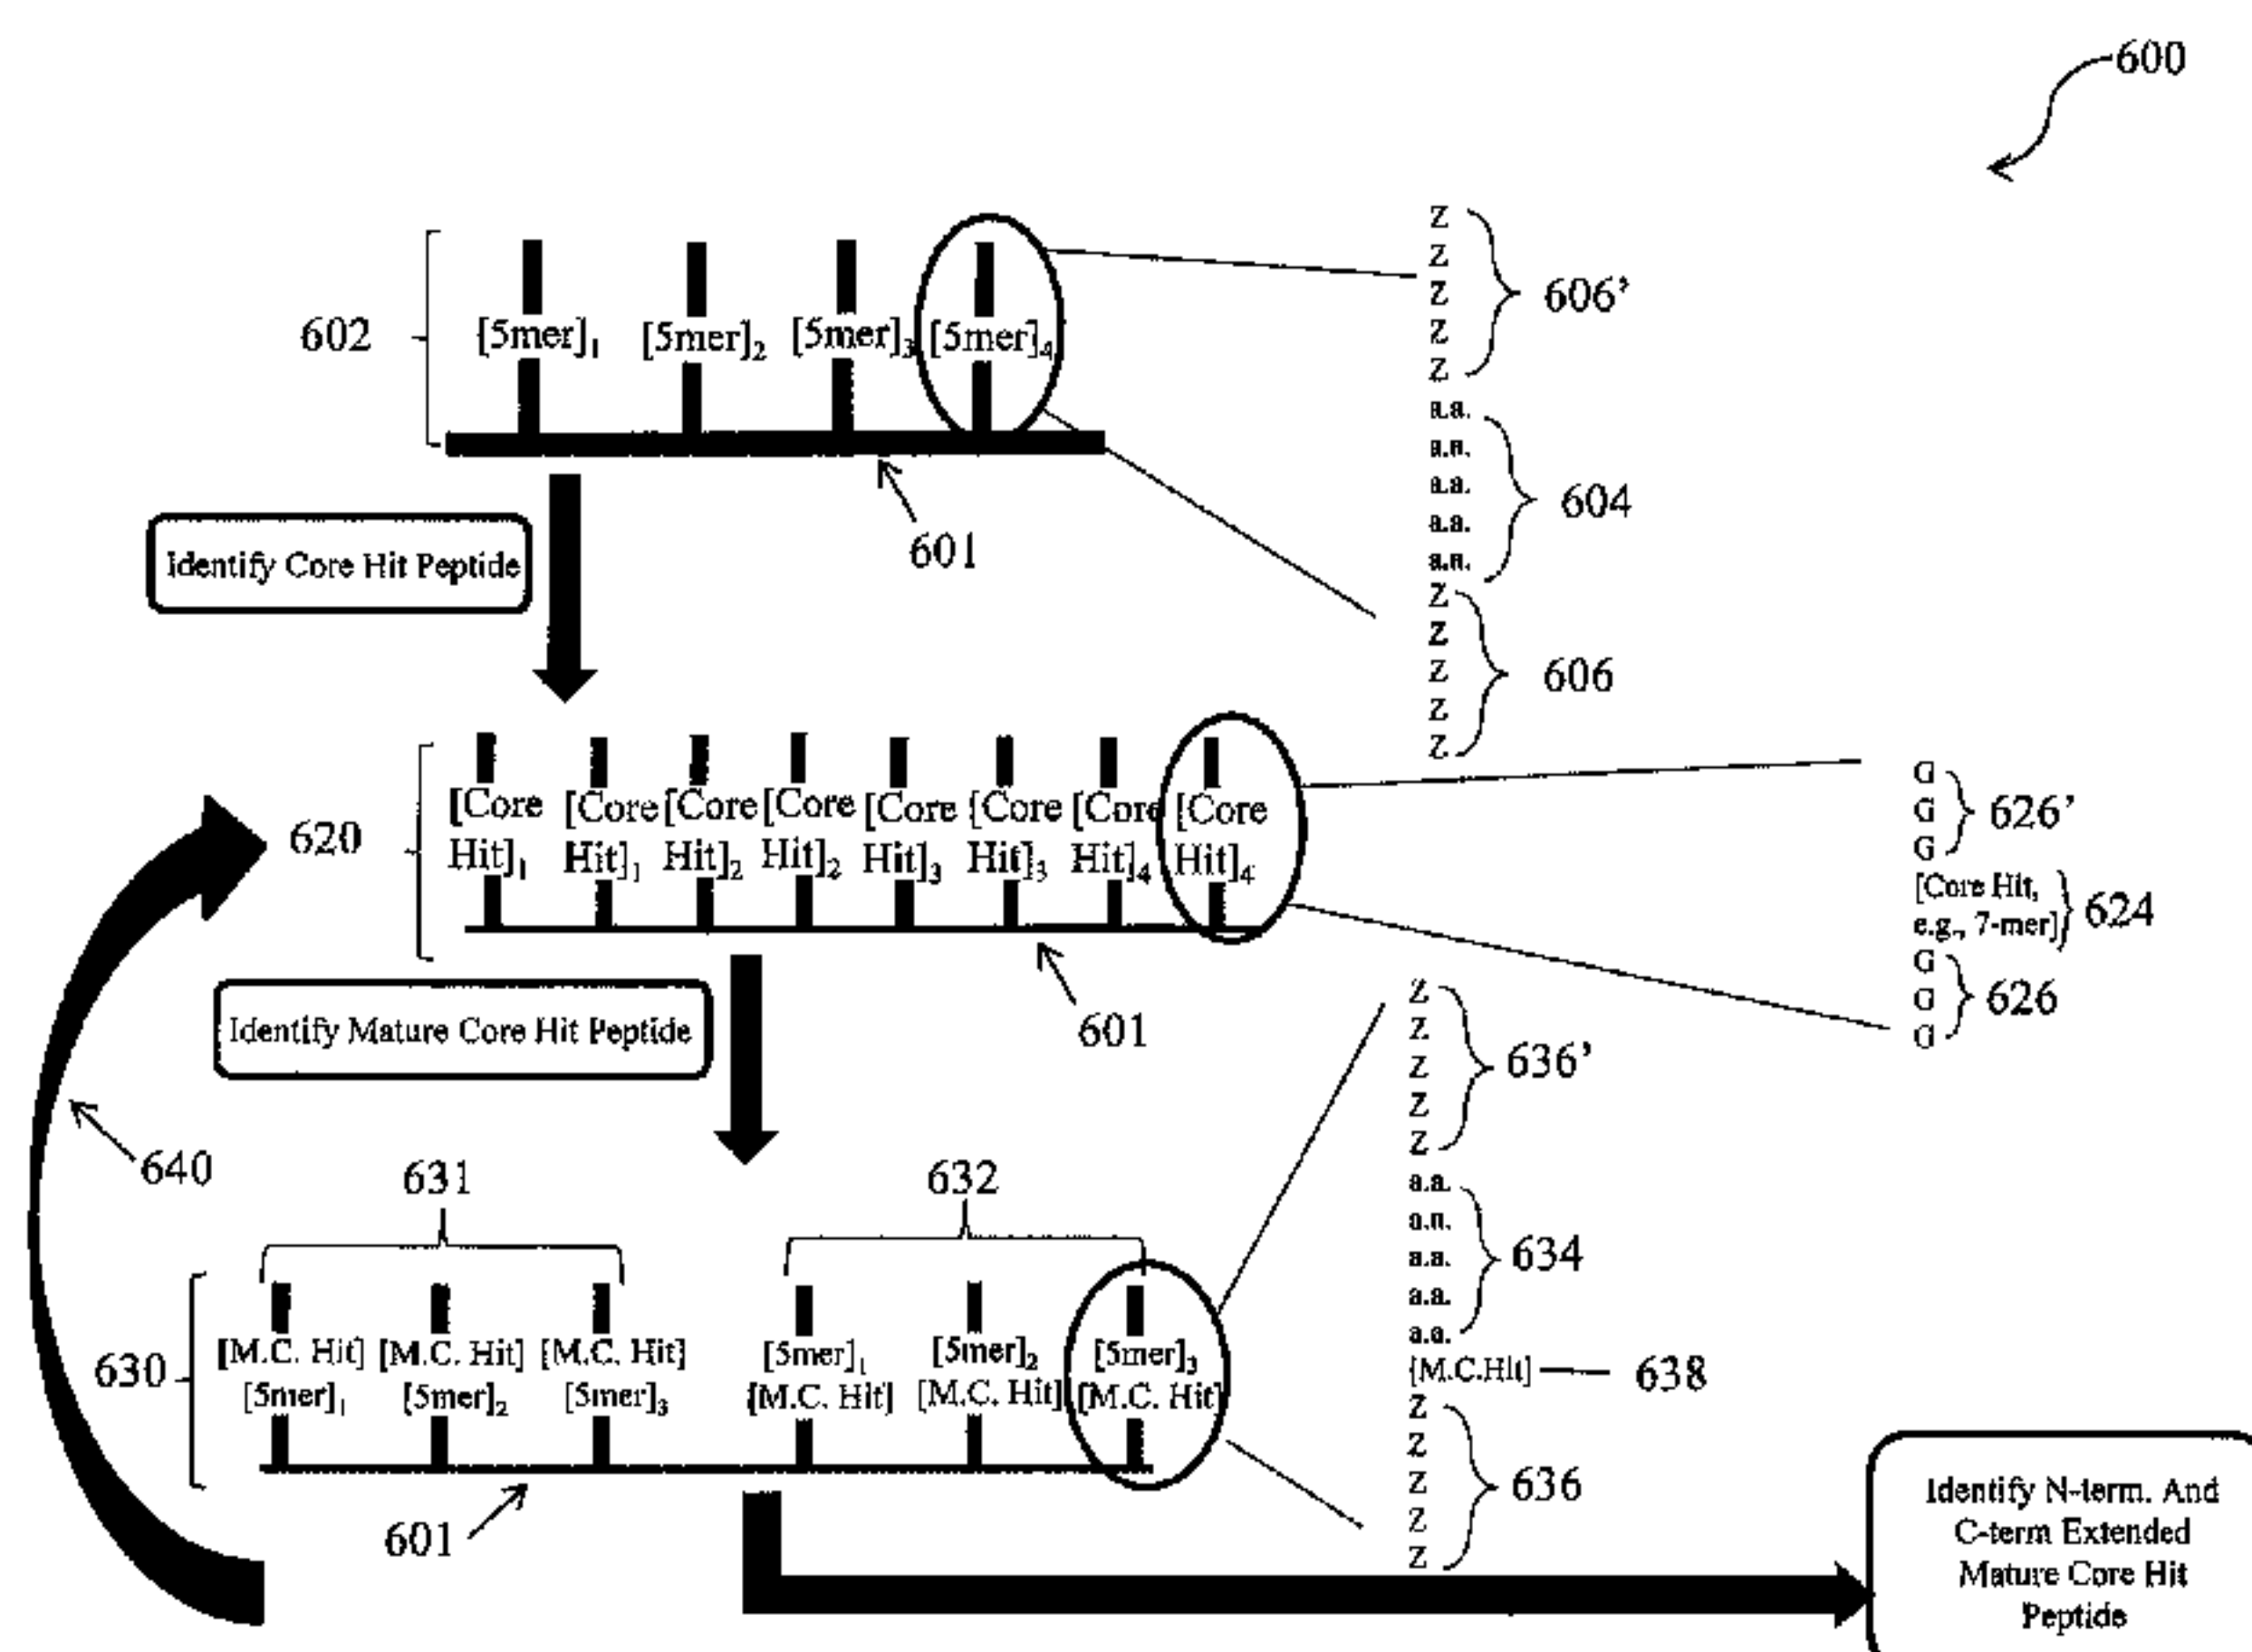 600
602
[5mer]1 [5mer]2 [5mer]3 [5mer]4
601
Identify Core Hit Peptide
Z
Z
Z
Z
Z
606'
a.a.
a.a.
a.a.
a.a.
a.a.
604
Z
Z
Z
Z
Z
606
620
[Core [Core [Core [Core [Core [Core [Core [Core
Hit]1 Hit]1 Hit]2 Hit]2 Hit]3 Hit]3 Hit]4 Hit]4
601
G
G
G
626'
[Core Hit,
e.g., 7-mer]
624
G
G
G
626
Identify Mature Core Hit Peptide
640
631
632
630
[M.C. Hit] [M.C. Hit] [M.C. Hit] [5mer]1 [5mer]2 [5mer]3
[5mer]1 [5mer]2 [5mer]3 [M.C. Hit] [M.C. Hit] [M.C. Hit]
601
Z
Z
Z
Z
Z
636'
a.a.
a.a.
a.a.
a.a.
a.a.
634
[M.C.Hit]
638
Z
Z
Z
Z
Z
636
Identify N-term. And
C-term Extended
Mature Core Hit
Peptide